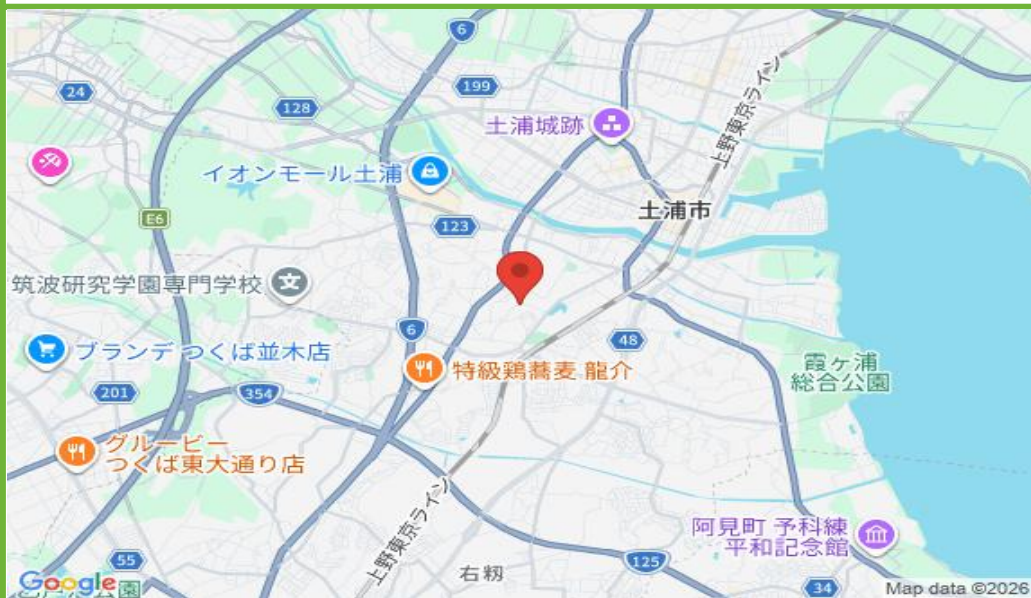 6
24
199
128
土浦城跡
上野東京ライン
イオンモール土浦
土浦市
E6
123
筑波研究学園専門学校
6
48
ブランデ つくば並木店
特級鶏蕎麦 龍介
霞ヶ浦
総合公園
201
354
グルービー
つくば東大通り店
上野東京ライン
阿見町 予科練
平和記念館
55
右籾
125
34
Google
公園
Map data ©2026